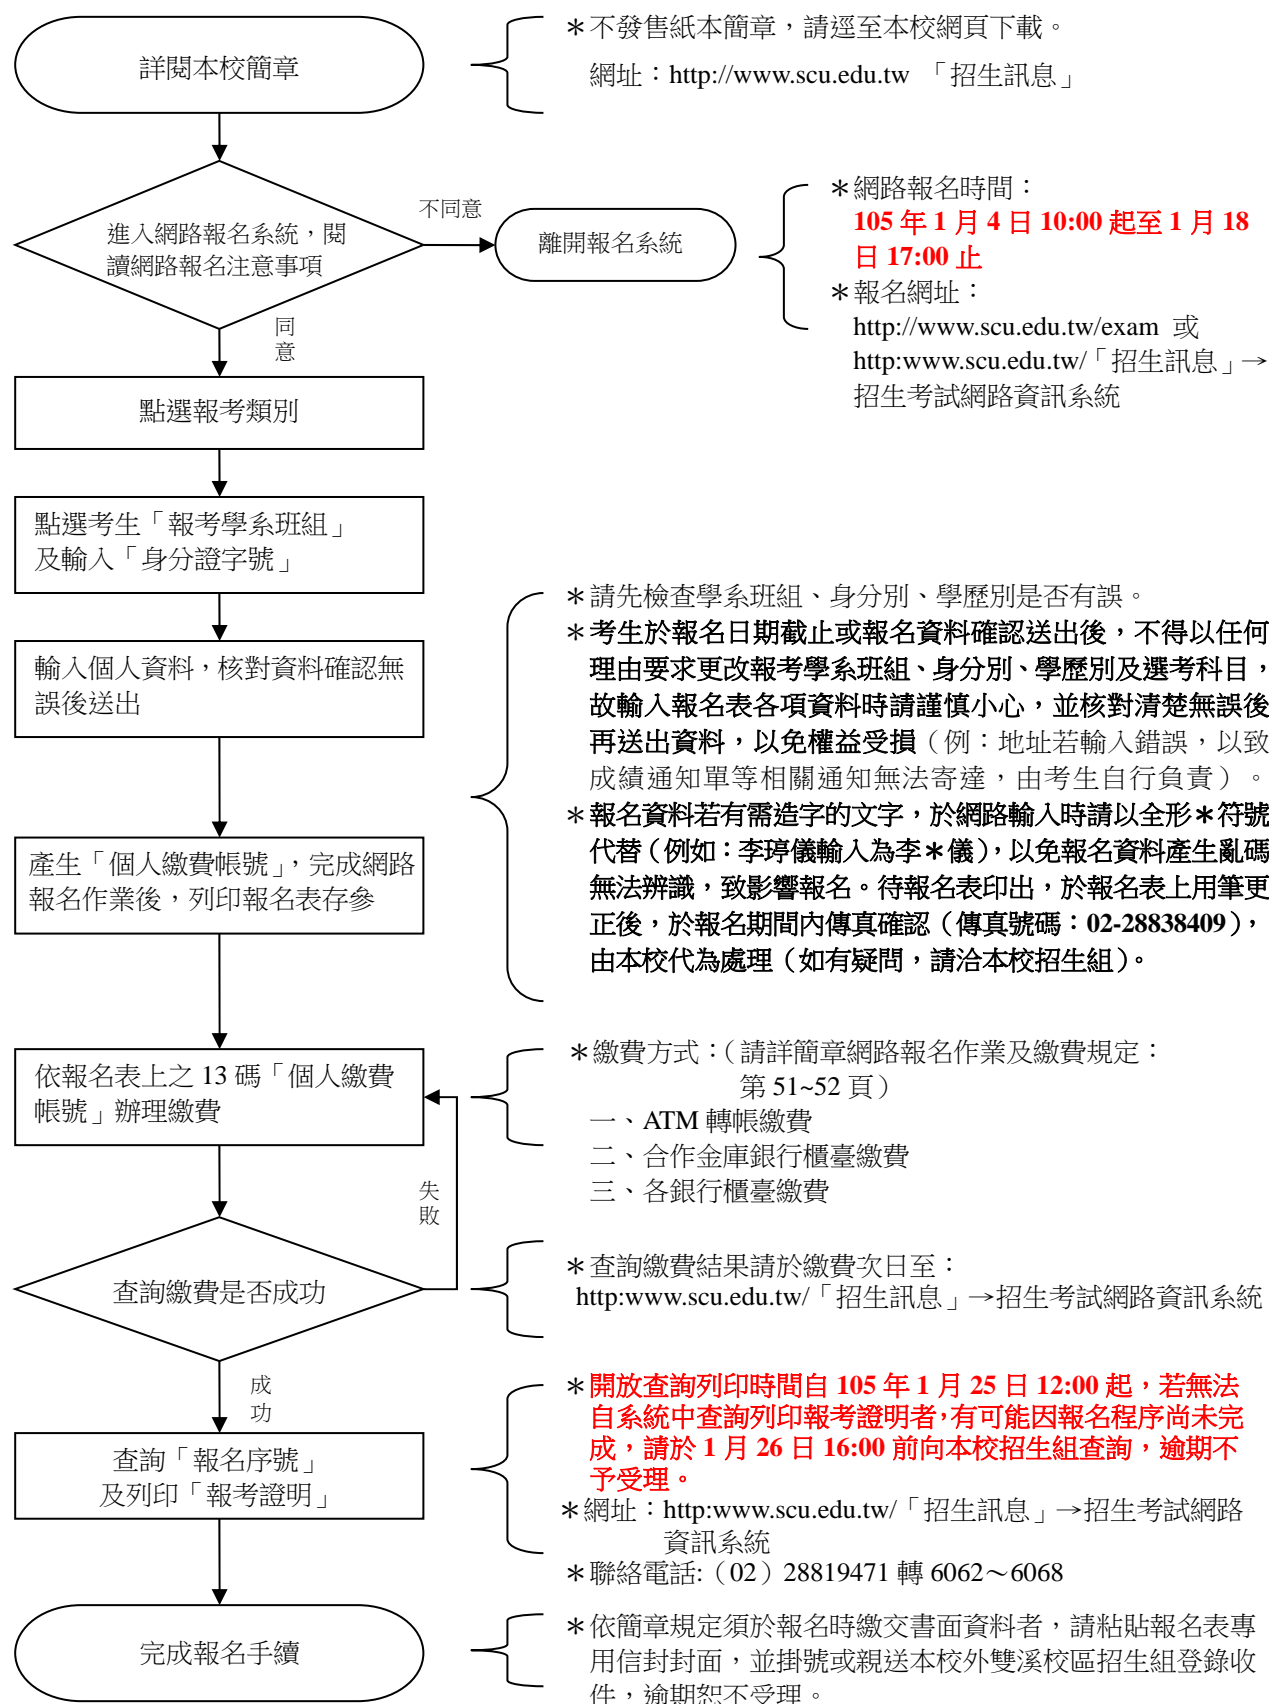 詳閱本校簡章
＊不發售紙本簡章，請逕至本校網頁下載。
網址：http://www.scu.edu.tw 「招生訊息」
進入網路報名系統，閱
讀網路報名注意事項
不同意
離開報名系統
＊網路報名時間：
105 年 1 月 4 日 10:00 起至 1 月 18
日 17:00 止
＊報名網址：
http://www.scu.edu.tw/exam 或
http:www.scu.edu.tw/「招生訊息」→
招生考試網路資訊系統
同
意
點選報考類別
點選考生「報考學系班組」
及輸入「身分證字號」
輸入個人資料，核對資料確認無
誤後送出
＊請先檢查學系班組、身分別、學歷別是否有誤。
＊考生於報名日期截止或報名資料確認送出後，不得以任何
理由要求更改報考學系班組、身分別、學歷別及選考科目，
故輸入報名表各項資料時請謹慎小心，並核對清楚無誤後
再送出資料，以免權益受損（例：地址若輸入錯誤，以致
成績通知單等相關通知無法寄達，由考生自行負責）。
＊報名資料若有需造字的文字，於網路輸入時請以全形＊符號
代替（例如：李婷儀輸入為李＊儀），以免報名資料產生亂碼
無法辨識，致影響報名。待報名表印出，於報名表上用筆更
正後，於報名期間內傳真確認（傳真號碼：02-28838409），
由本校代為處理（如有疑問，請洽本校招生組）。
產生「個人繳費帳號」，完成網路
報名作業後，列印報名表存參
依報名表上之 13 碼「個人繳費
帳號」辦理繳費
＊繳費方式：（請詳簡章網路報名作業及繳費規定：
第 51~52 頁）
一、ATM 轉帳繳費
二、合作金庫銀行櫃臺繳費
三、各銀行櫃臺繳費
失
敗
查詢繳費是否成功
＊查詢繳費結果請於繳費次日至：
http:www.scu.edu.tw/「招生訊息」→招生考試網路資訊系統
成
功
查詢「報名序號」
及列印「報考證明」
＊開放查詢列印時間自 105 年 1 月 25 日 12:00 起，若無法
自系統中查詢列印報考證明者，有可能因報名程序尚未完
成，請於 1 月 26 日 16:00 前向本校招生組查詢，逾期不
予受理。
＊網址：http:www.scu.edu.tw/「招生訊息」→招生考試網路
資訊系統
＊聯絡電話:（02）28819471 轉 6062～6068
完成報名手續
＊依簡章規定須於報名時繳交書面資料者，請粘貼報名表專
用信封封面，並掛號或親送本校外雙溪校區招生組登錄收
件，逾期恕不受理。